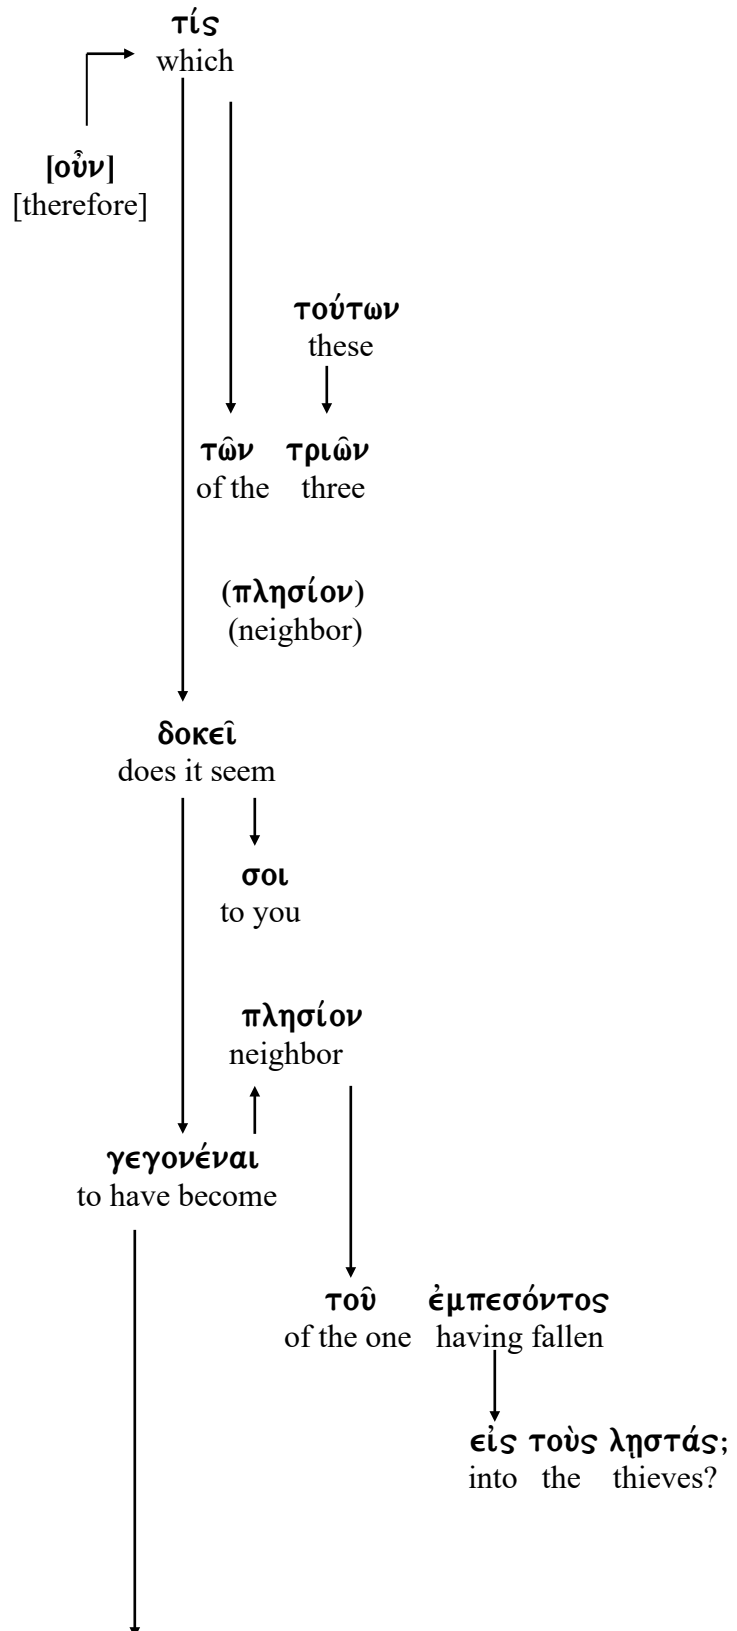 τίς
which
[οὖν]
[therefore]
τούτων
these
τῶν τριῶν
of the three
(πλησίον)
(neighbor)
δοκεῖ
does it seem
σοι
to you
πλησίον
neighbor
γεγονέναι
to have become
τοῦ ἐμπεσόντος
of the one having fallen
εἰς τοὺς λῃστάς;
into the thieves?